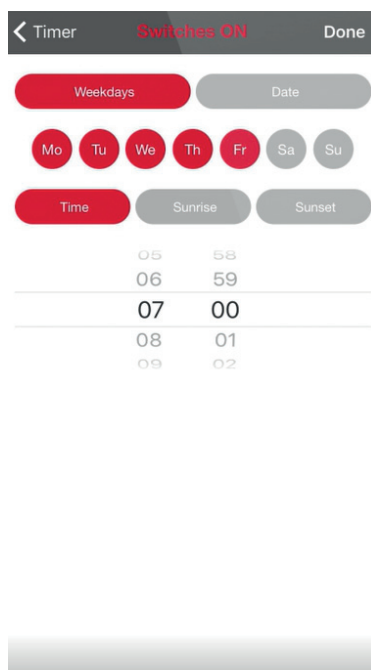 Timer Switches ON Done
Weekdays Date
Mo Tu We Th Fr Sa Su
Time Sunrise Sunset
05 58
06 59
07 00
08 01
09 02